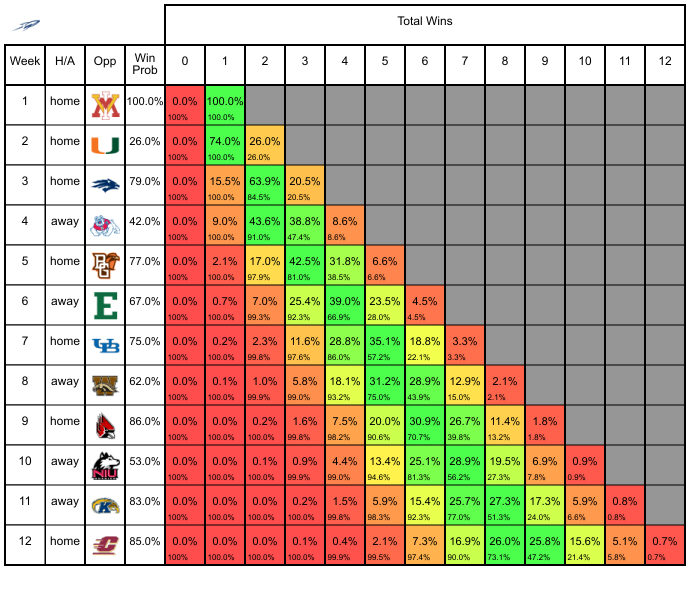 Total Wins
Week H/A Opp Win Prob 0 1 2 3 4 5 6 7 8 9 10 11 12
1 home 100.0% 0.0% 100.0%
100% 100.0%
2 home 26.0% 0.0% 74.0% 26.0%
100% 100.0% 26.0%
3 home 79.0% 0.0% 15.5% 63.9% 20.5%
100% 100.0% 84.5% 20.5%
4 away 42.0% 0.0% 9.0% 43.6% 38.8% 8.6%
100% 100.0% 91.0% 47.4% 8.6%
5 home BG 77.0% 0.0% 2.1% 17.0% 42.5% 31.8% 6.6%
100% 100.0% 97.9% 81.0% 38.5% 6.6%
6 away E 67.0% 0.0% 0.7% 7.0% 25.4% 39.0% 23.5% 4.5%
100% 100.0% 99.3% 92.3% 66.9% 28.0% 4.5%
7 home UB 75.0% 0.0% 0.2% 2.3% 11.6% 28.8% 35.1% 18.8% 3.3%
100% 100.0% 99.8% 97.6% 86.0% 57.2% 22.1% 3.3%
8 away 62.0% 0.0% 0.1% 1.0% 5.8% 18.1% 31.2% 28.9% 12.9% 2.1%
100% 100.0% 99.9% 99.0% 93.2% 75.0% 43.9% 15.0% 2.1%
9 home 86.0% 0.0% 0.0% 0.2% 1.6% 7.5% 20.0% 30.9% 26.7% 11.4% 1.8%
100% 100.0% 100.0% 99.8% 98.2% 90.6% 70.7% 39.8% 13.2% 1.8%
10 away NIU 53.0% 0.0% 0.0% 0.1% 0.9% 4.4% 13.4% 25.1% 28.9% 19.5% 6.9% 0.9%
100% 100.0% 100.0% 99.9% 99.0% 94.6% 81.3% 56.2% 27.3% 7.8% 0.9%
11 away K 83.0% 0.0% 0.0% 0.0% 0.2% 1.5% 5.9% 15.4% 25.7% 27.3% 17.3% 5.9% 0.8%
100% 100.0% 100.0% 100.0% 99.8% 98.3% 92.3% 77.0% 51.3% 24.0% 6.6% 0.8%
12 home C 85.0% 0.0% 0.0% 0.0% 0.1% 0.4% 2.1% 7.3% 16.9% 26.0% 25.8% 15.6% 5.1% 0.7%
100% 100.0% 100.0% 100.0% 99.9% 99.5% 97.4% 90.0% 73.1% 47.2% 21.4% 5.8% 0.7%